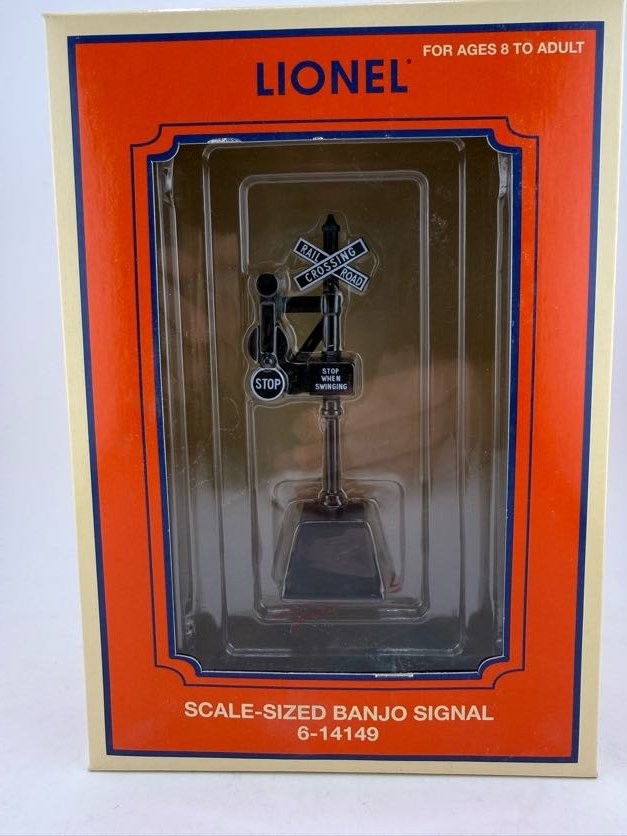 FOR AGES 8 TO ADULT
LIONEL
RAIL ROAD
CROSSING
STOP
STOP
WHEN
SWINGING
SCALE-SIZED BANJO SIGNAL
6-14149